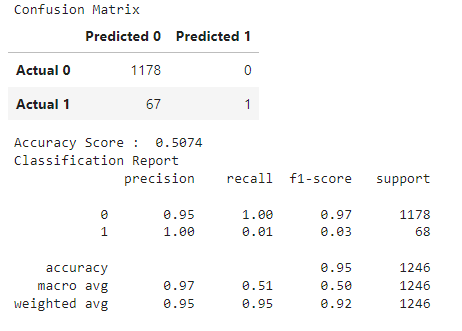 Confusion Matrix
Predicted 0 Predicted 1
Actual 0 1178 0
Actual 1 67 1
Accuracy Score : 0.5074
Classification Report
precision recall f1-score support
0 0.95 1.00 0.97 1178
1 1.00 0.01 0.03 68
accuracy 0.95 1246
macro avg 0.97 0.51 0.50 1246
weighted avg 0.95 0.95 0.92 1246